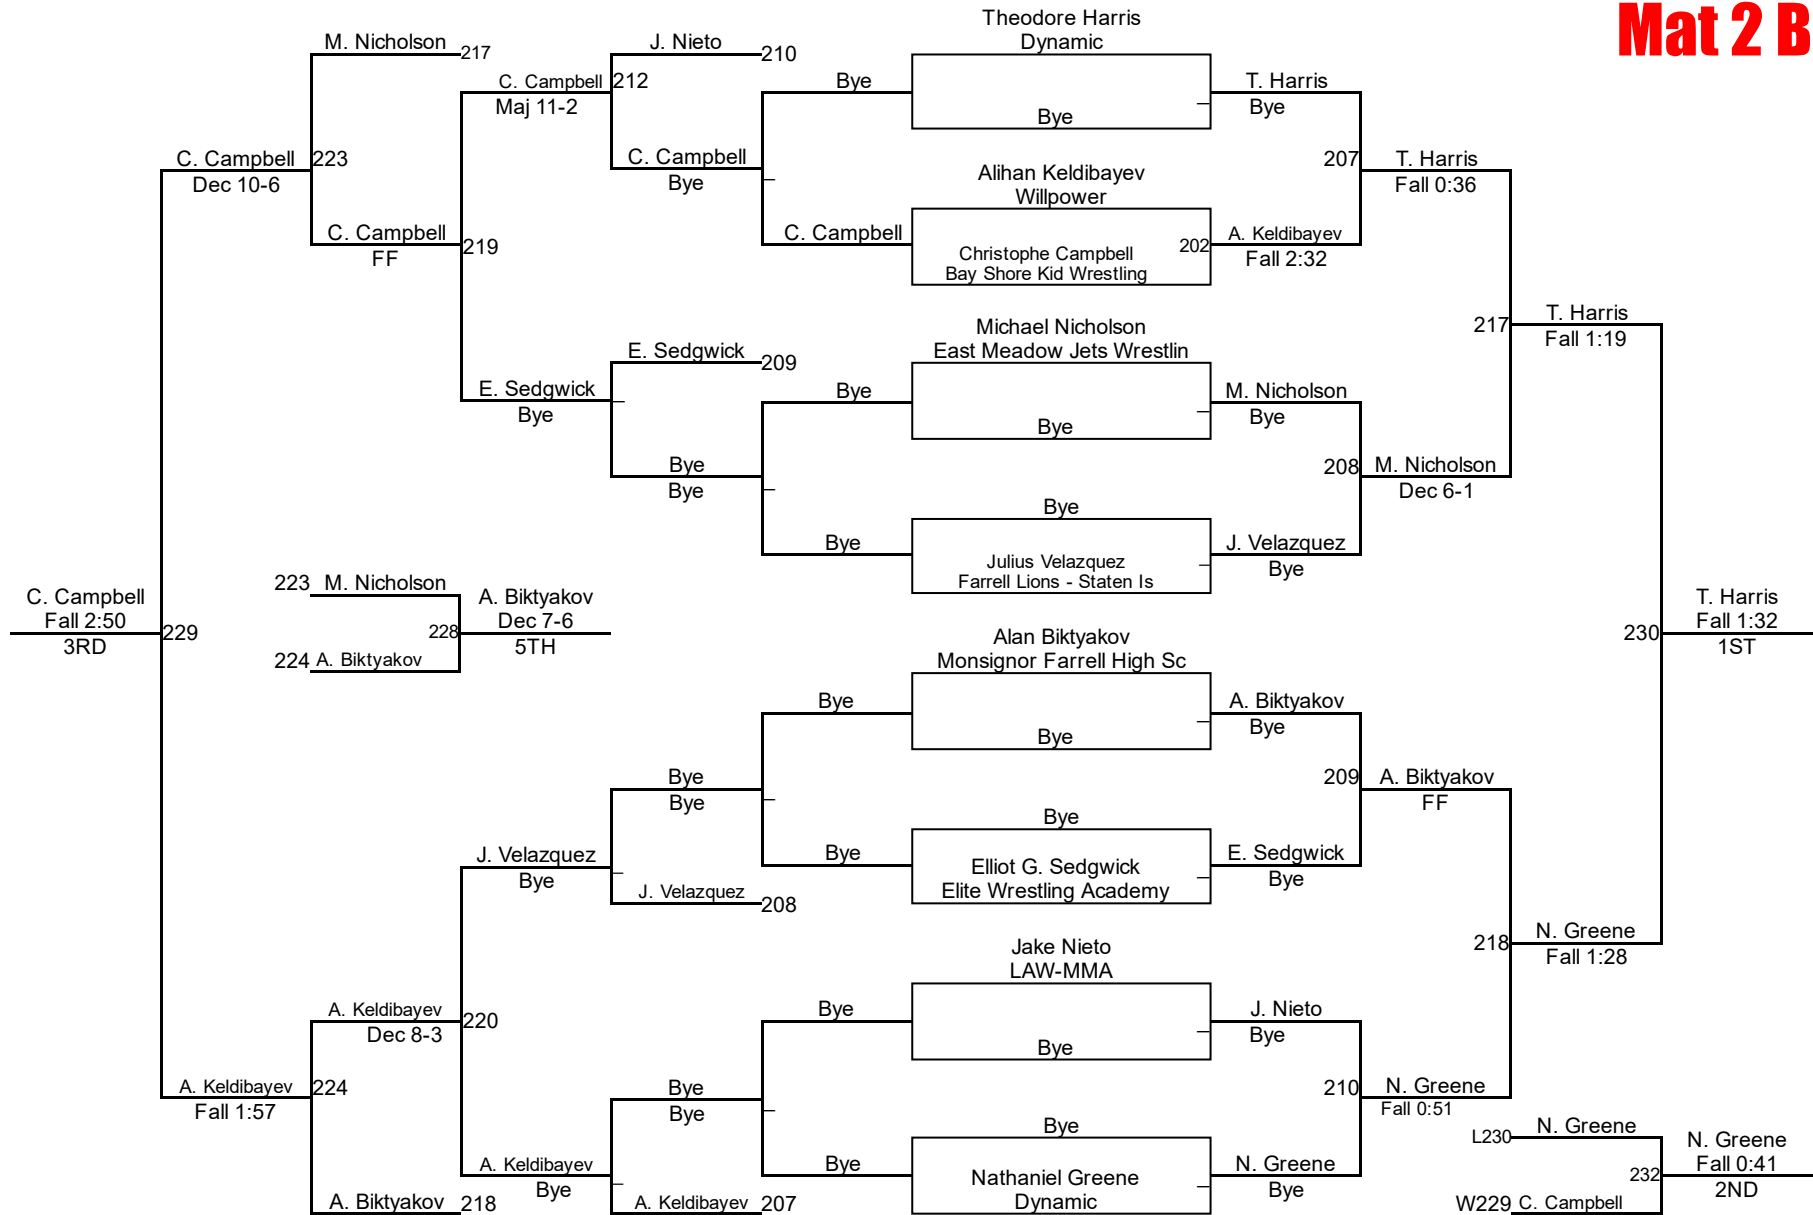 Mat 2 B
Theodore Harris
Dynamic
M. Nicholson
217
J. Nieto
210
C. Campbell
212
Maj 11-2
Bye
T. Harris
Bye
Bye
C. Campbell
223
Dec 10-6
C. Campbell
Bye
Alihan Keldibayev
Willpower
207
T. Harris
Fall 0:36
C. Campbell
FF
219
C. Campbell
Christophe Campbell
Bay Shore Kid Wrestling
202
A. Keldibayev
Fall 2:32
Michael Nicholson
East Meadow Jets Wrestlin
217
T. Harris
Fall 1:19
E. Sedgwick
209
E. Sedgwick
Bye
Bye
M. Nicholson
Bye
Bye
Bye
Bye
208
M. Nicholson
Dec 6-1
Bye
Bye
Julius Velazquez
Farrell Lions - Staten Is
J. Velazquez
Bye
223
M. Nicholson
C. Campbell
Fall 2:50
3RD
229
228
A. Biktyakov
Dec 7-6
5TH
224
A. Biktyakov
Alan Biktyakov
Monsignor Farrell High Sc
230
T. Harris
Fall 1:32
1ST
Bye
A. Biktyakov
Bye
Bye
Bye
Bye
209
A. Biktyakov
FF
Bye
J. Velazquez
Bye
Bye
Elliot G. Sedgwick
Elite Wrestling Academy
E. Sedgwick
Bye
J. Velazquez
208
Jake Nieto
LAW-MMA
218
N. Greene
Fall 1:28
A. Keldibayev
Dec 8-3
220
Bye
J. Nieto
Bye
Bye
A. Keldibayev
Fall 1:57
224
Bye
Bye
210
N. Greene
Fall 0:51
Bye
L230
N. Greene
A. Keldibayev
Bye
Bye
Nathaniel Greene
Dynamic
N. Greene
Bye
232
N. Greene
Fall 0:41
2ND
A. Biktyakov
218
A. Keldibayev
207
W229
C. Campbell